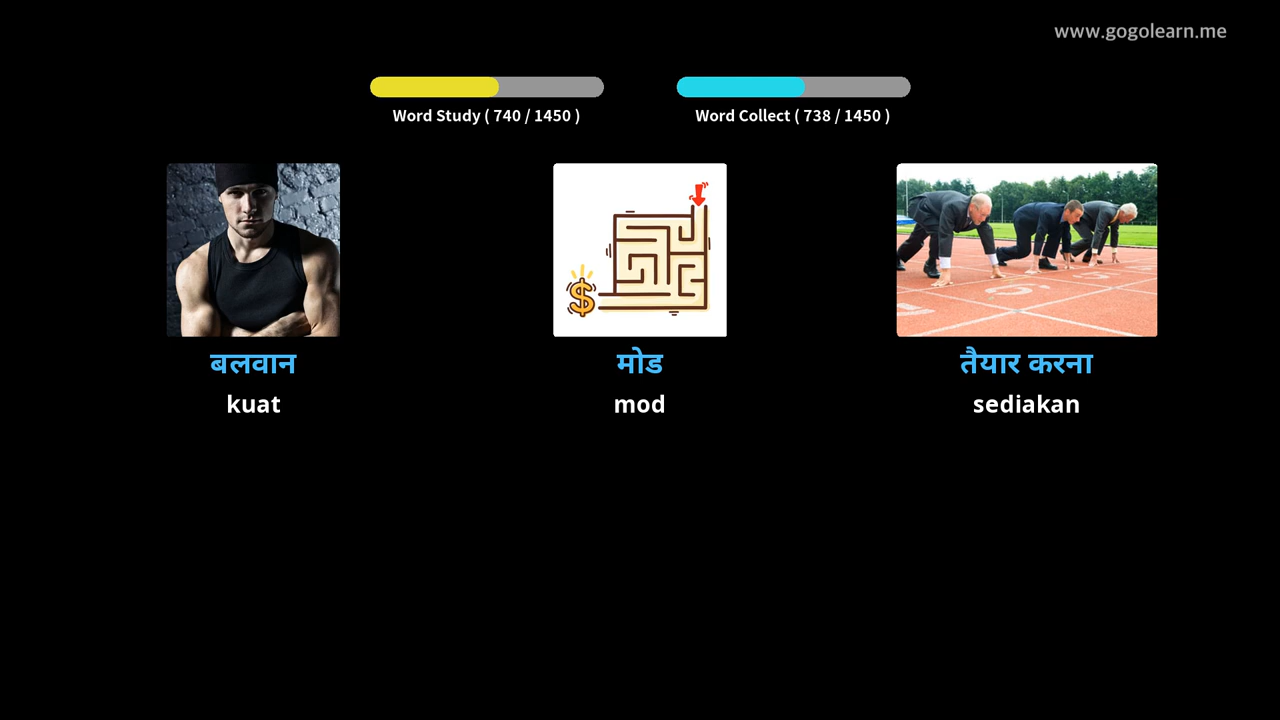 www.gogolearn.me
Word Study ( 740 / 1450 )
Word Collect ( 738 / 1450 )
बलवान
मोड
तैयार करना
kuat
mod
sediakan